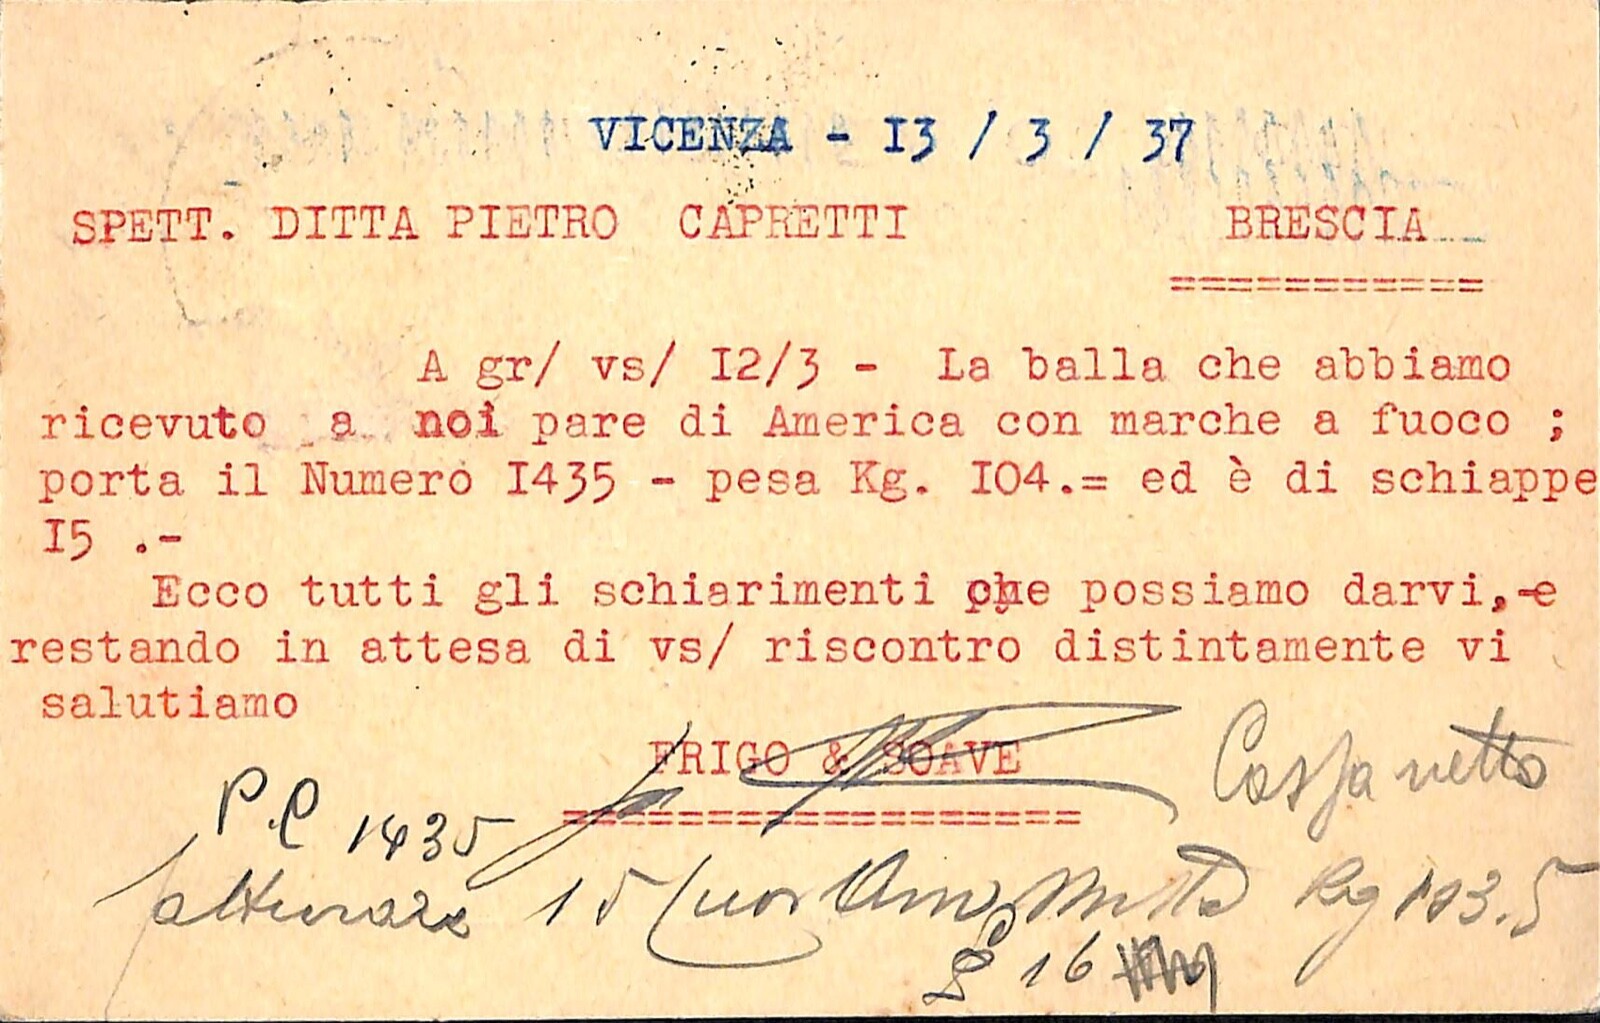 VICENZA - I3 / 3 / 37
SPETT. DITTA PIETRO CAPRETTI BRESCIA
===========
A gr/ vs/ I2/3 - La balla che abbiamo
ricevuto a noi pare di America con marche a fuoco ;
porta il Numero I435 - pesa Kg. I04.= ed è di schiappe
I5 .-
Ecco tutti gli schiarimenti che possiamo darvi,-e
restando in attesa di vs/ riscontro distintamente vi
salutiamo
FRIGO & SOAVE
==================
P.C 1435
fatturare 15 Kg 103.5
16